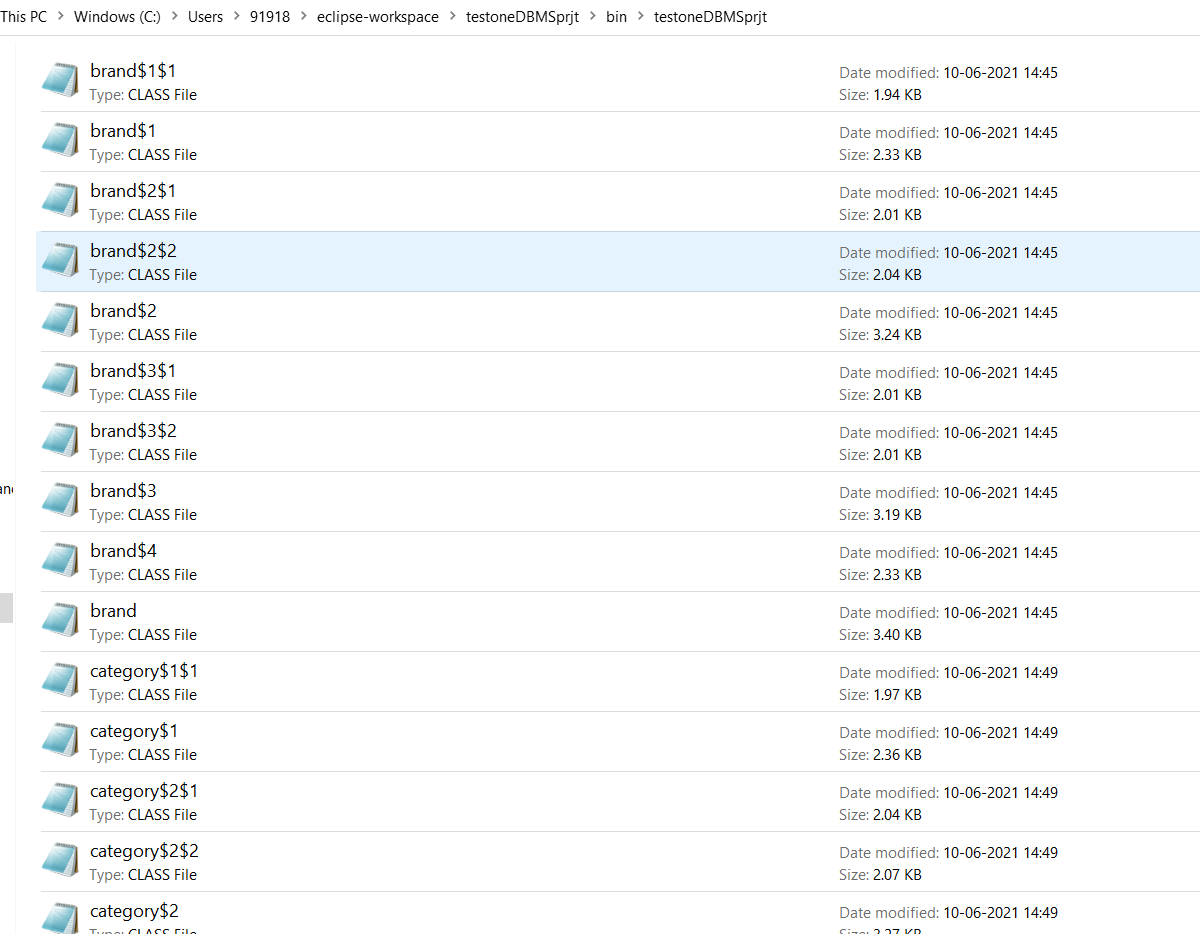 This PC > Windows (C:) > Users > 91918 > eclipse-workspace > testoneDBMSprjt > bin > testoneDBMSprjt
brand$1$1
Date modified: 10-06-2021 14:45
Type: CLASS File
Size: 1.94 KB
brand$1
Date modified: 10-06-2021 14:45
Type: CLASS File
Size: 2.33 KB
brand$2$1
Date modified: 10-06-2021 14:45
Type: CLASS File
Size: 2.01 KB
brand$2$2
Date modified: 10-06-2021 14:45
Type: CLASS File
Size: 2.04 KB
brand$2
Date modified: 10-06-2021 14:45
Type: CLASS File
Size: 3.24 KB
brand$3$1
Date modified: 10-06-2021 14:45
Type: CLASS File
Size: 2.01 KB
brand$3$2
Date modified: 10-06-2021 14:45
Type: CLASS File
Size: 2.01 KB
brand$3
Date modified: 10-06-2021 14:45
Type: CLASS File
Size: 3.19 KB
brand$4
Date modified: 10-06-2021 14:45
Type: CLASS File
Size: 2.33 KB
brand
Date modified: 10-06-2021 14:45
Type: CLASS File
Size: 3.40 KB
category$1$1
Date modified: 10-06-2021 14:49
Type: CLASS File
Size: 1.97 KB
category$1
Date modified: 10-06-2021 14:49
Type: CLASS File
Size: 2.36 KB
category$2$1
Date modified: 10-06-2021 14:49
Type: CLASS File
Size: 2.04 KB
category$2$2
Date modified: 10-06-2021 14:49
Type: CLASS File
Size: 2.07 KB
category$2
Date modified: 10-06-2021 14:49
Type: CLASS File
Size: 3.27 KB